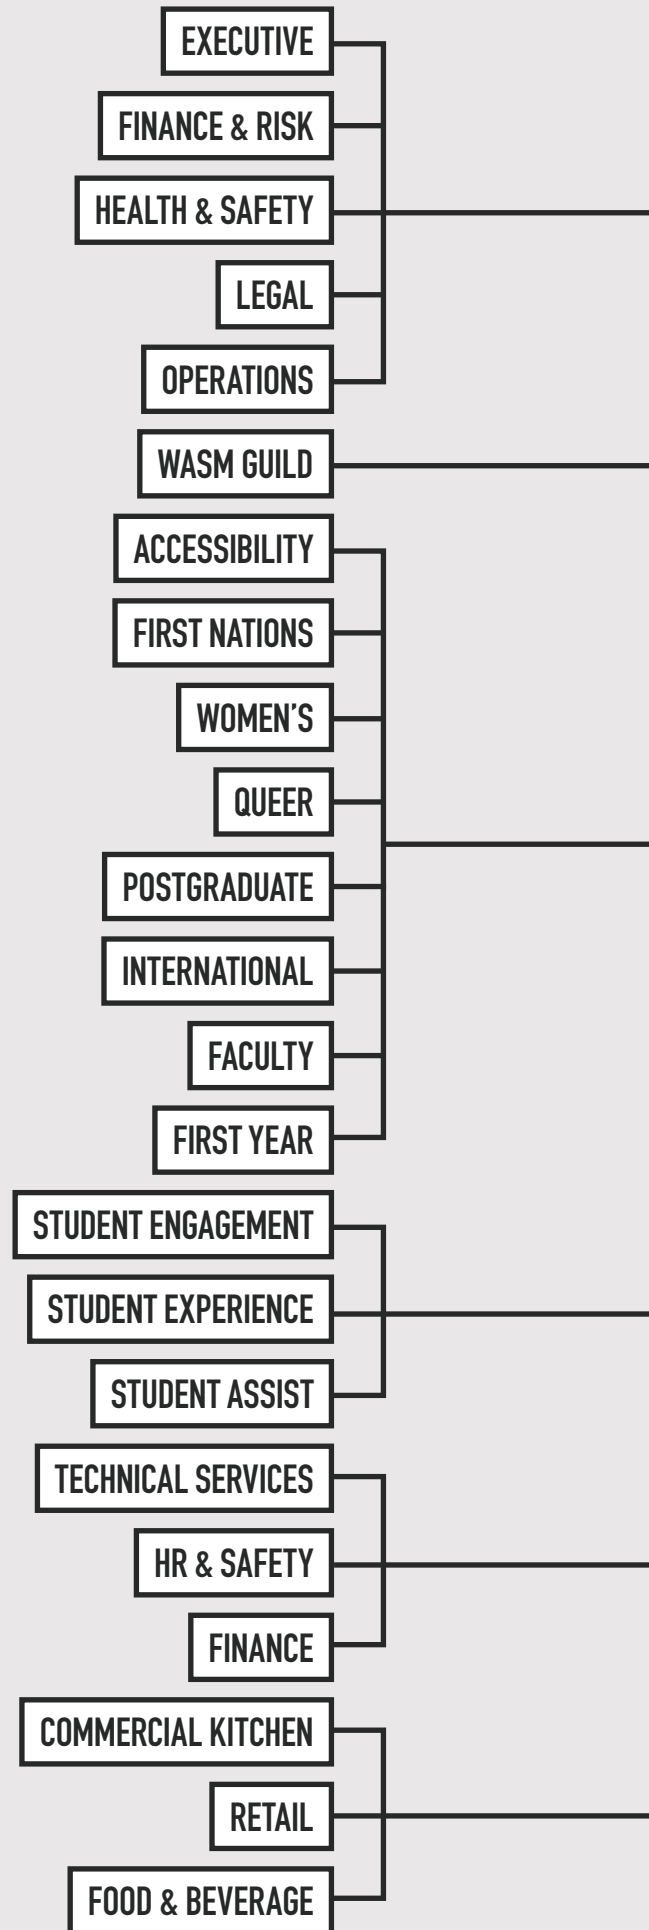 EXECUTIVE
FINANCE & RISK
HEALTH & SAFETY
LEGAL
OPERATIONS
WASM GUILD
ACCESSIBILITY
FIRST NATIONS
WOMEN’S
QUEER
POSTGRADUATE
INTERNATIONAL
FACULTY
FIRST YEAR
STUDENT ENGAGEMENT
STUDENT EXPERIENCE
STUDENT ASSIST
TECHNICAL SERVICES
HR & SAFETY
FINANCE
COMMERCIAL KITCHEN
RETAIL
FOOD & BEVERAGE